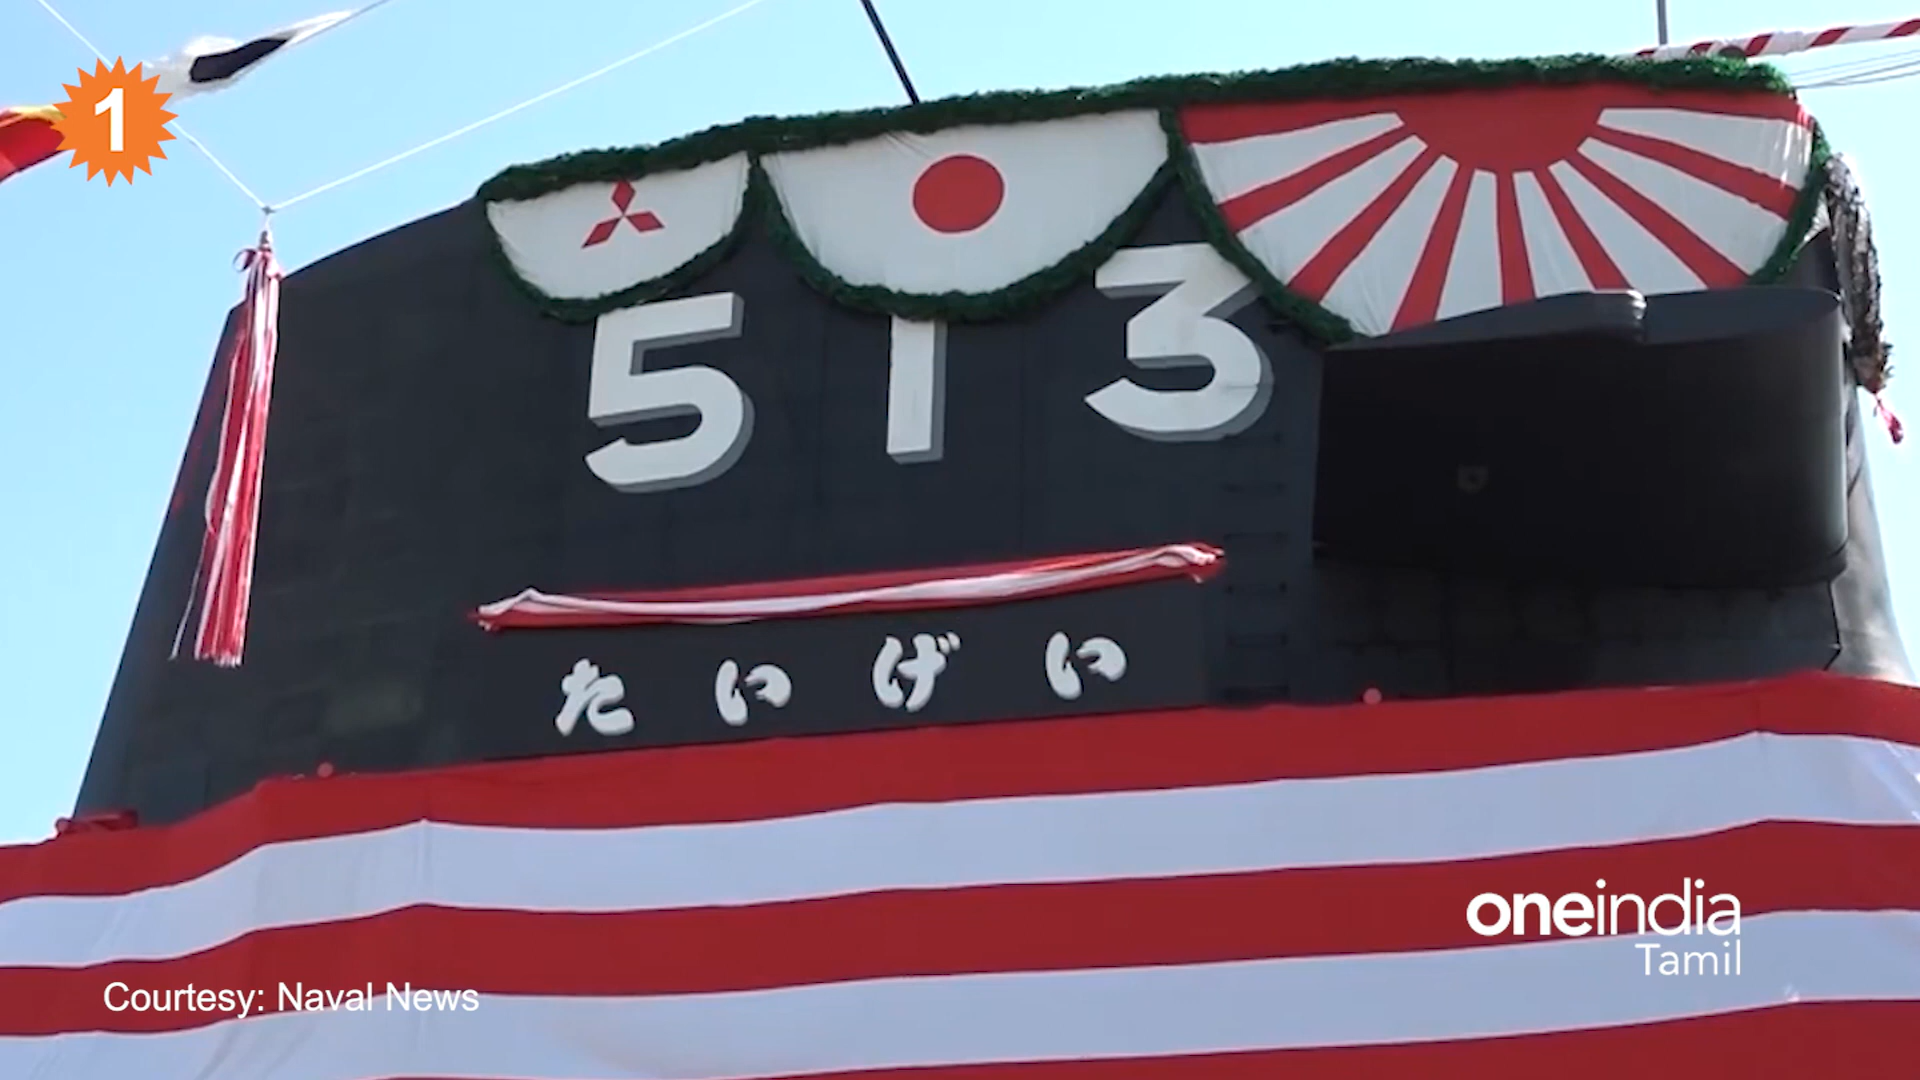 1
513
たいげい
oneindia
Tamil
Courtesy: Naval News